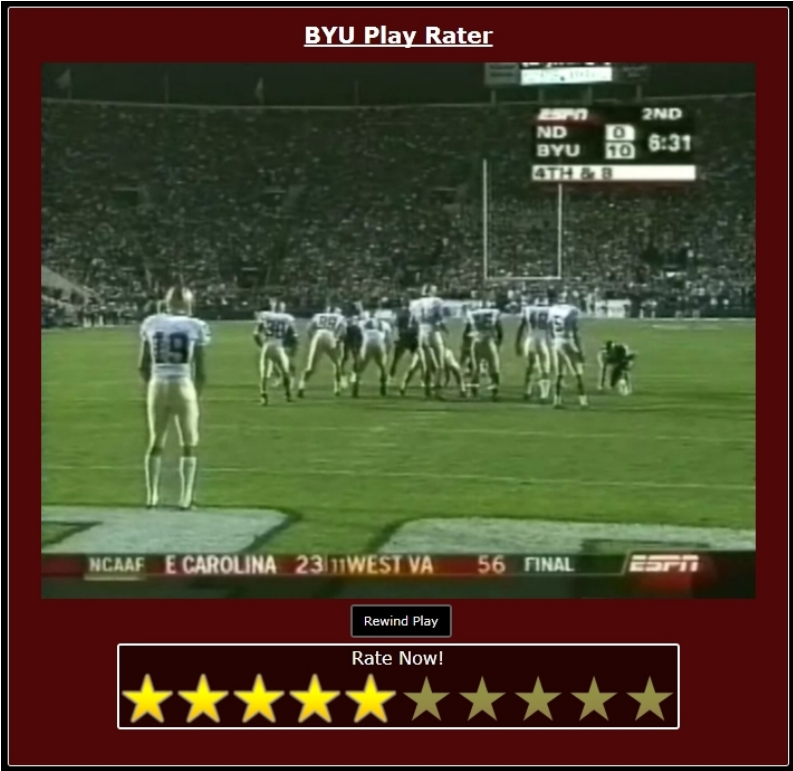 BYU Play Rater
ESPN 2ND
ND 0
BYU 10 6:31
4TH & 8
19
NCAAF E CAROLINA 23 11 WEST VA 56 FINAL ESPN
Rewind Play
Rate Now!